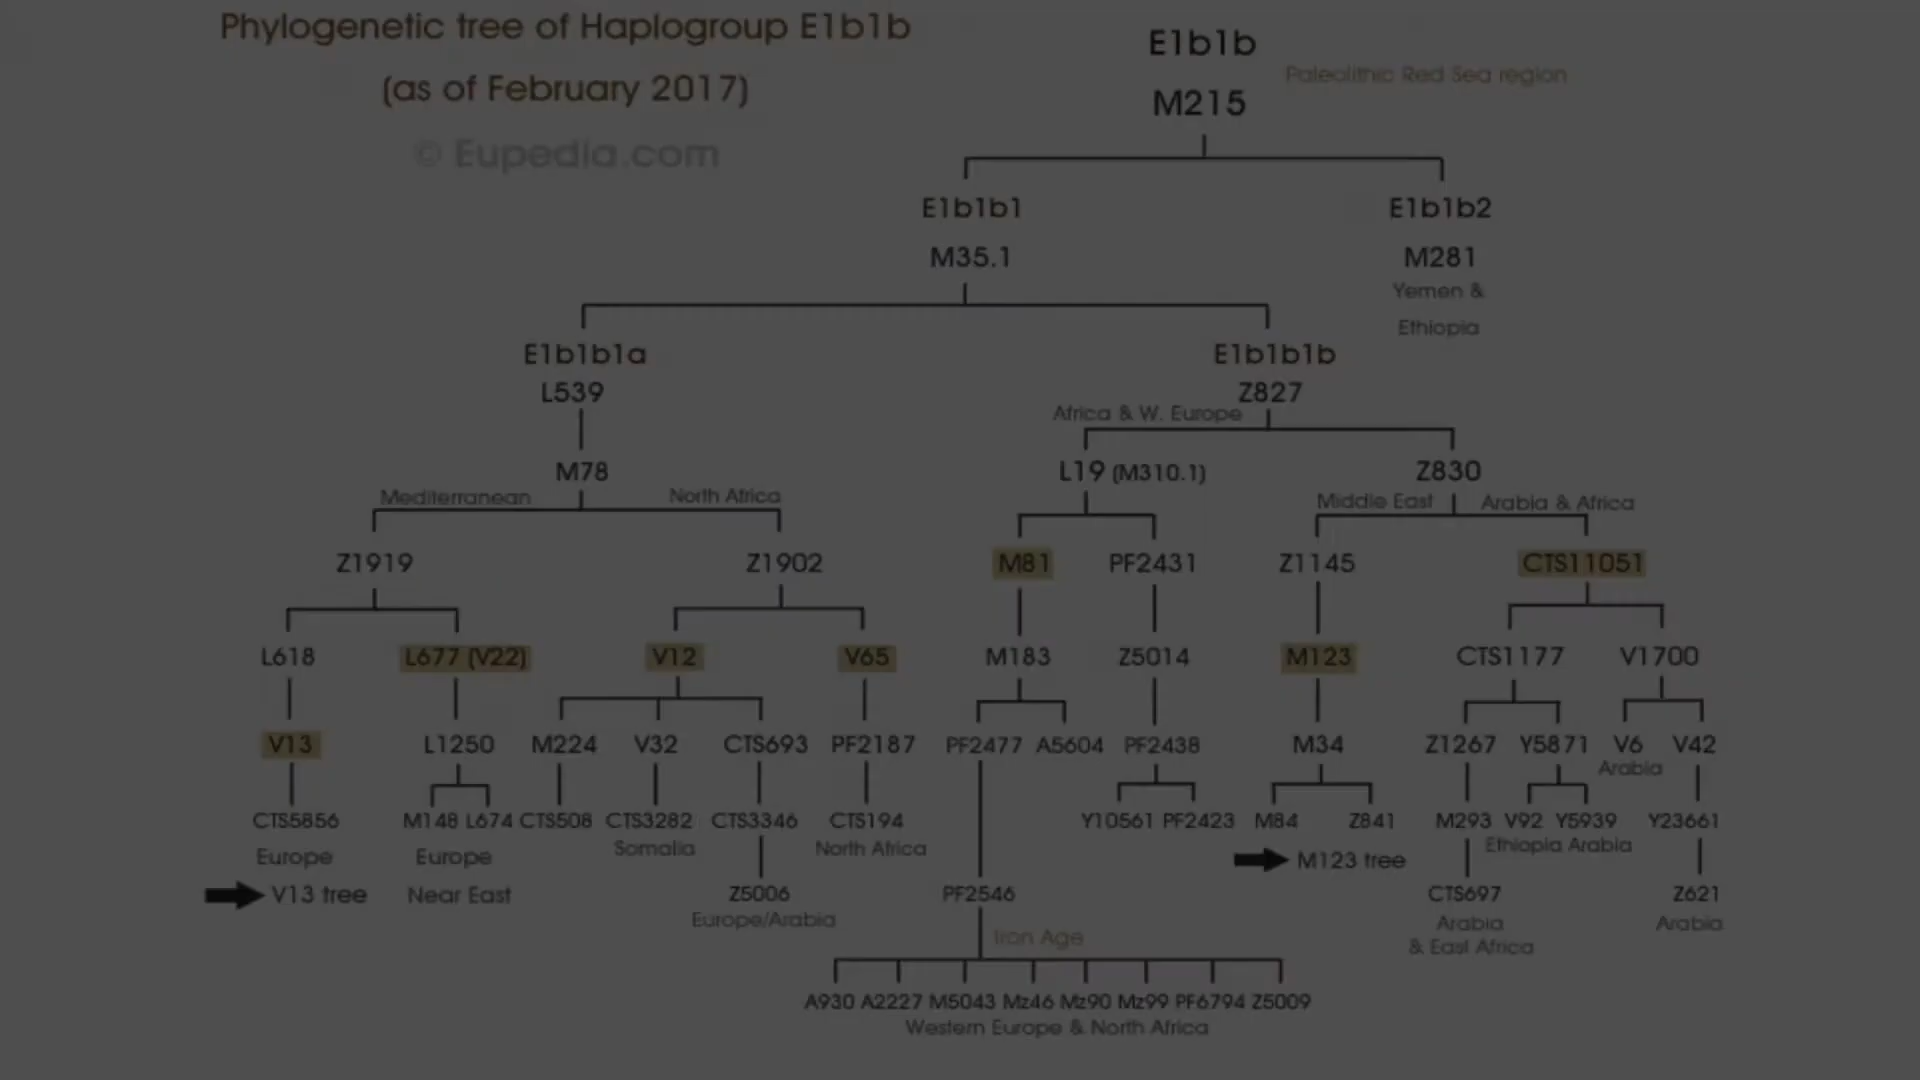 Phylogenetic tree of Haplogroup E1b1b
(as of February 2017)
© Eupedia.com
E1b1b
Paleolithic Red Sea region
M215
E1b1b1 E1b1b2
M35.1 M281
Yemen &
Ethiopia
E1b1b1a E1b1b1b
L539 Z827
Africa & W. Europe
M78 L19 (M310.1) Z830
Mediterranean North Africa Middle East Arabia & Africa
Z1919 Z1902 M81 PF2431 Z1145 CTS11051
L618 L677 (V22) V12 V65 M183 Z5014 M123 CTS1177 V1700
V13 L1250 M224 V32 CTS693 PF2187 PF2477 A5604 PF2438 M34 Z1267 Y5871 V6 V42
Arabia
CTS5856 M148 L674 CTS508 CTS3282 CTS3346 CTS194 Y10561 PF2423 M84 Z841 M293 V92 Y5939 Y23661
Europe Europe Somalia North Africa M123 tree Ethiopia Arabia
V13 tree Near East Z5006 PF2546 CTS697 Z621
Europe/Arabia Arabia Arabia
& East Africa
Iron Age
A930 A2227 M5043 Mz46 Mz90 Mz99 PF6794 Z5009
Western Europe & North Africa